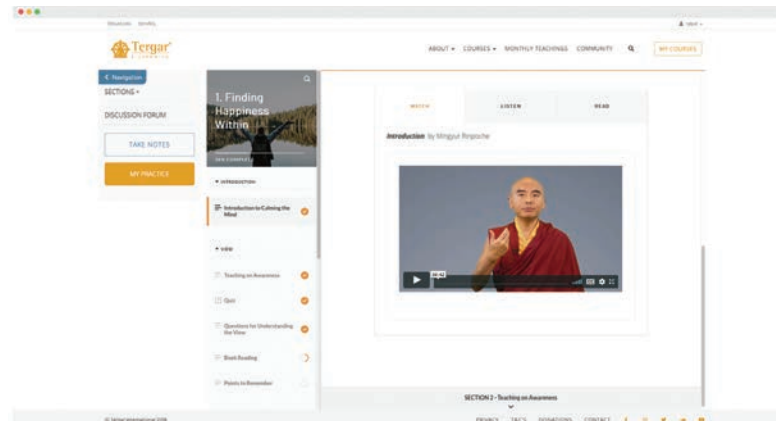 Tergar
ABOUT
COURSES
MONTHLY TEACHINGS
COMMUNITY
MY COURSES
< Navigation
SECTIONS
DISCUSSION FORUM
TAKE NOTES
MY PRACTICE
1. Finding
Happiness
Within
INTRODUCTION
Introduction to Calming the
Mind
VIEW
Teaching on Awareness
Quiz
Questions for Understanding
the View
Book Reading
Points to Remember
WATCH
LISTEN
READ
Introduction by Mingyur Rinpoche
SECTION 2 - Teaching on Awareness
PRIVACY
DONATIONS
CONTACT